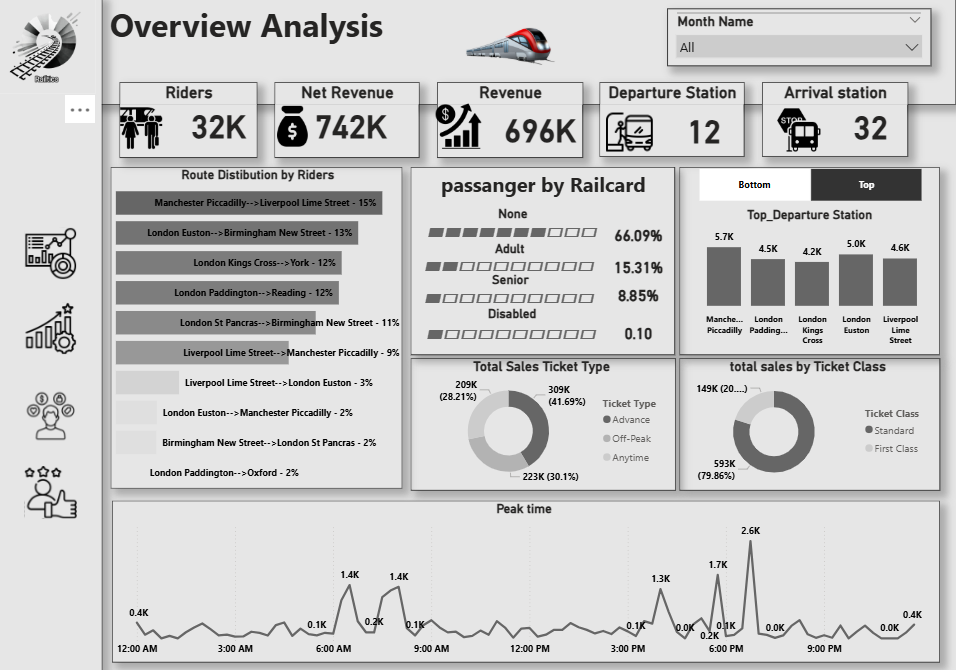 Overview Analysis
Railitics
Month Name
All
...
Riders
32K
Net Revenue
742K
Revenue
696K
Departure Station
12
Arrival station
STOP
32
Route Distibution by Riders
Manchester Piccadilly-->Liverpool Lime Street - 15%
London Euston-->Birmingham New Street - 13%
London Kings Cross-->York - 12%
London Paddington-->Reading - 12%
London St Pancras-->Birmingham New Street - 11%
Liverpool Lime Street-->Manchester Piccadilly - 9%
Liverpool Lime Street-->London Euston - 3%
London Euston-->Manchester Piccadilly - 2%
Birmingham New Street-->London St Pancras - 2%
London Paddington-->Oxford - 2%
passanger by Railcard
None
66.09%
Adult
15.31%
Senior
8.85%
Disabled
0.10
Bottom
Top
Top_Departure Station
5.7K
4.5K
4.2K
5.0K
4.6K
Manche...
Piccadilly
London
Padding...
London
Kings
Cross
London
Euston
Liverpool
Lime
Street
Total Sales Ticket Type
209K
(28.21%)
309K
(41.69%)
223K (30.1%)
Ticket Type
Advance
Off-Peak
Anytime
total sales by Ticket Class
149K (20....)
593K
(79.86%)
Ticket Class
Standard
First Class
Peak time
0.4K
0.1K
1.4K
0.2K
1.4K
0.1K
0.1K
1.3K
0.0K
0.2K
1.7K
0.1K
2.6K
0.0K
0.0K
0.4K
12:00 AM
3:00 AM
6:00 AM
9:00 AM
12:00 PM
3:00 PM
6:00 PM
9:00 PM